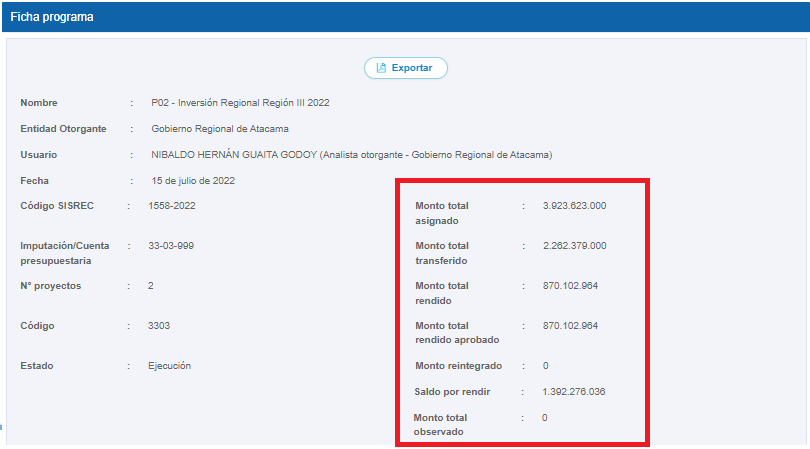 Ficha programa
Exportar
Nombre : P02 - Inversión Regional Región III 2022
Entidad Otorgante : Gobierno Regional de Atacama
Usuario : NIBALDO HERNÁN GUAITA GODOY (Analista otorgante - Gobierno Regional de Atacama)
Fecha : 15 de julio de 2022
Código SISREC : 1558-2022
Imputación/Cuenta : 33-03-999
presupuestaria
Nº proyectos : 2
Código : 3303
Estado : Ejecución
Monto total : 3.923.623.000
asignado
Monto total : 2.262.379.000
transferido
Monto total : 870.102.964
rendido
Monto total : 870.102.964
rendido aprobado
Monto reintegrado : 0
Saldo por rendir : 1.392.276.036
Monto total : 0
observado